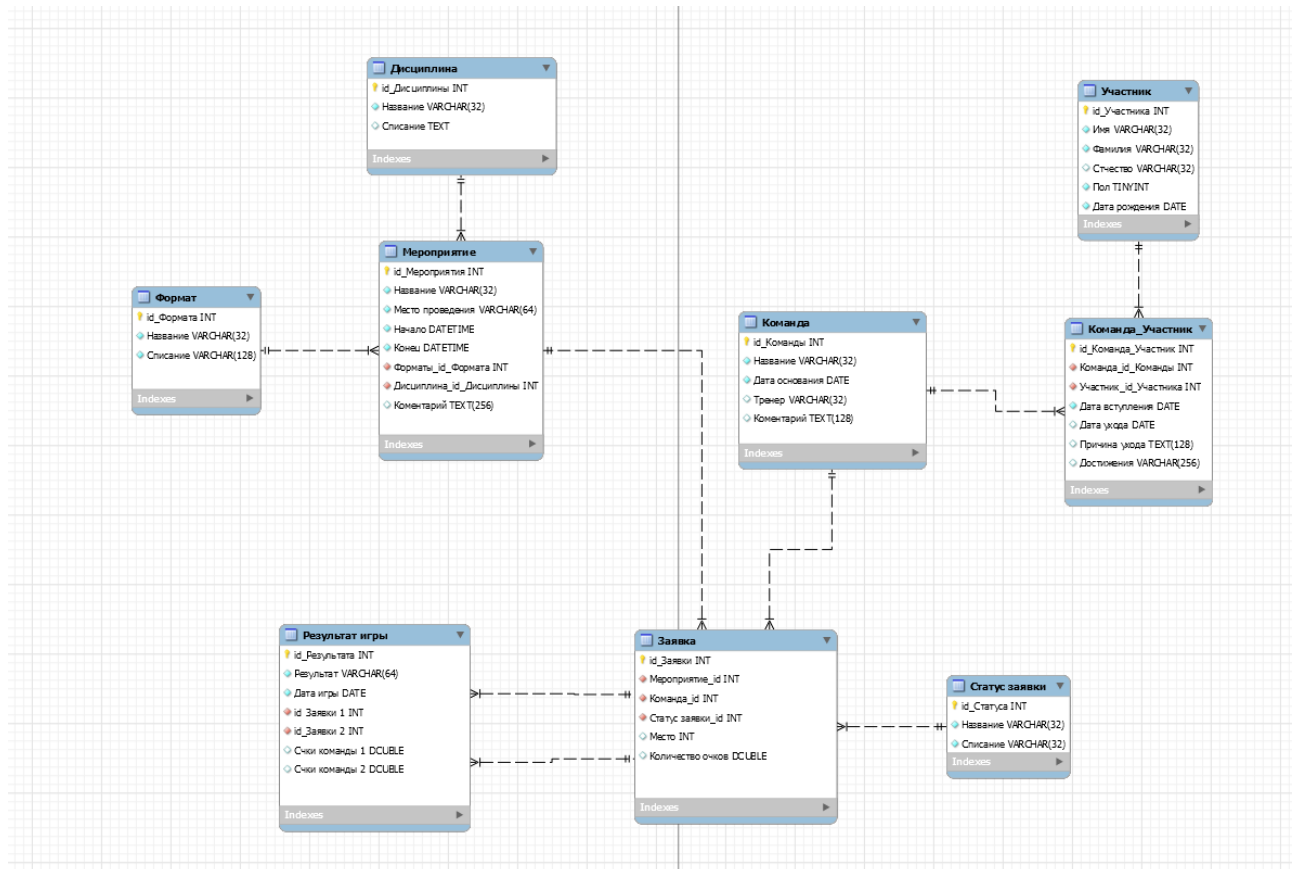 Дисциплина
id_Дисциплины INT
Название VARCHAR(32)
Списание TEXT
Indexes
Участник
id_Участника INT
Имя VARCHAR(32)
Фамилия VARCHAR(32)
Стчество VARCHAR(32)
Пол TINYINT
Дата рождения DATE
Indexes
Мероприятие
id_Мероприятия INT
Название VARCHAR(32)
Место проведения VARCHAR(64)
Начало DATETIME
Конец DATETIME
Форматы_id_Формата INT
Дисциплина_id_Дисциплины INT
Коментарий TEXT(256)
Indexes
Формат
id_Формата INT
Название VARCHAR(32)
Списание VARCHAR(128)
Indexes
Команда
id_Команды INT
Название VARCHAR(32)
Дата основания DATE
Тренер VARCHAR(32)
Коментарий TEXT(128)
Indexes
Команда_Участник
id_Команда_Участник INT
Команда_id_Команды INT
Участник_id_Участника INT
Дата вступления DATE
Дата ухода DATE
Причина ухода TEXT(128)
Достижения VARCHAR(256)
Indexes
Результат игры
id_Результата INT
Результат VARCHAR(64)
Дата игры DATE
id Заявки 1 INT
id_Заявки 2 INT
Счки команды 1 DCUBLE
Счки команды 2 DCUBLE
Indexes
Заявка
id_Заявки INT
Мероприятие_id INT
Команда_id INT
Статус заявки_id INT
Место INT
Количество очков DCUBLE
Indexes
Статус заявки
id_Статуса INT
Название VARCHAR(32)
Списание VARCHAR(32)
Indexes